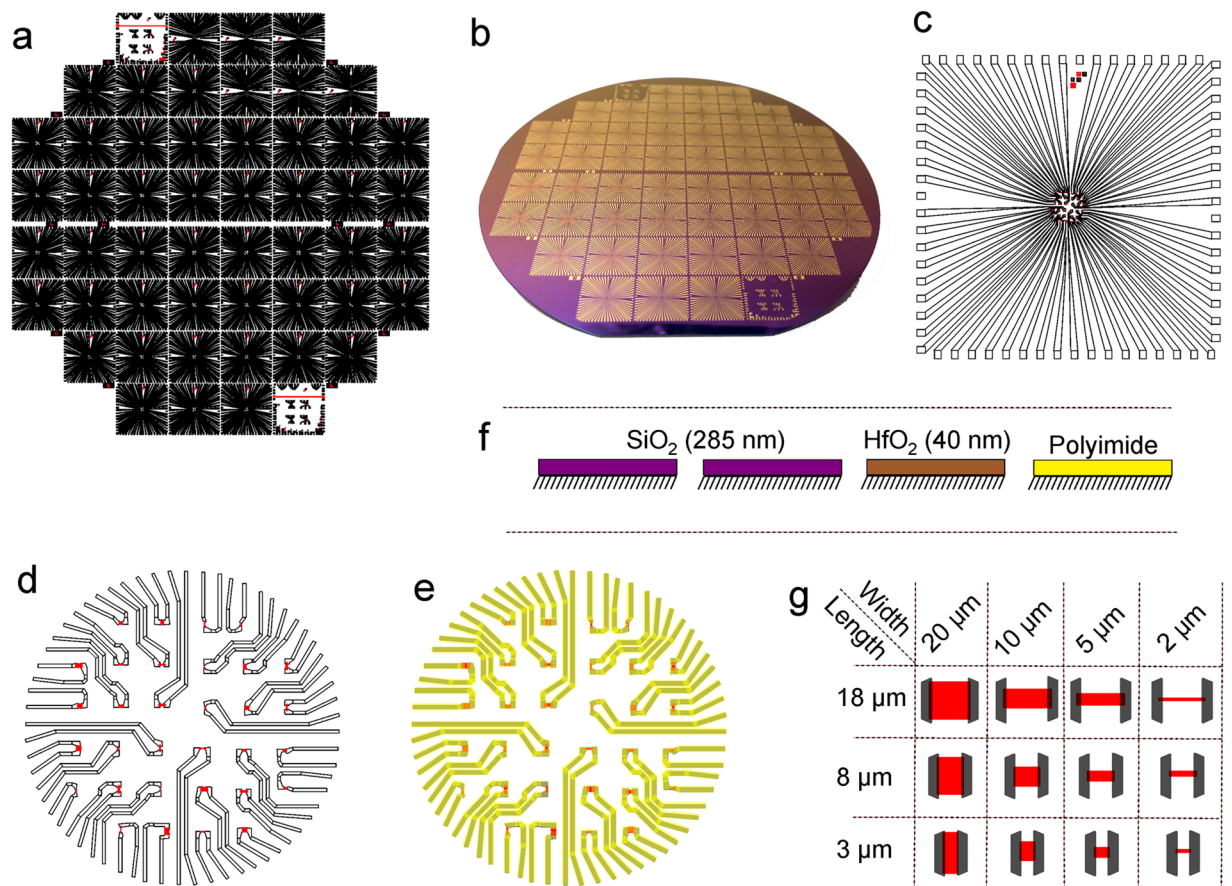 a
b
c
f
SiO₂ (285 nm)
HfO₂ (40 nm)
Polyimide
d
e
g
Width
Length
20 μm
10 μm
5 μm
2 μm
18 μm
8 μm
3 μm